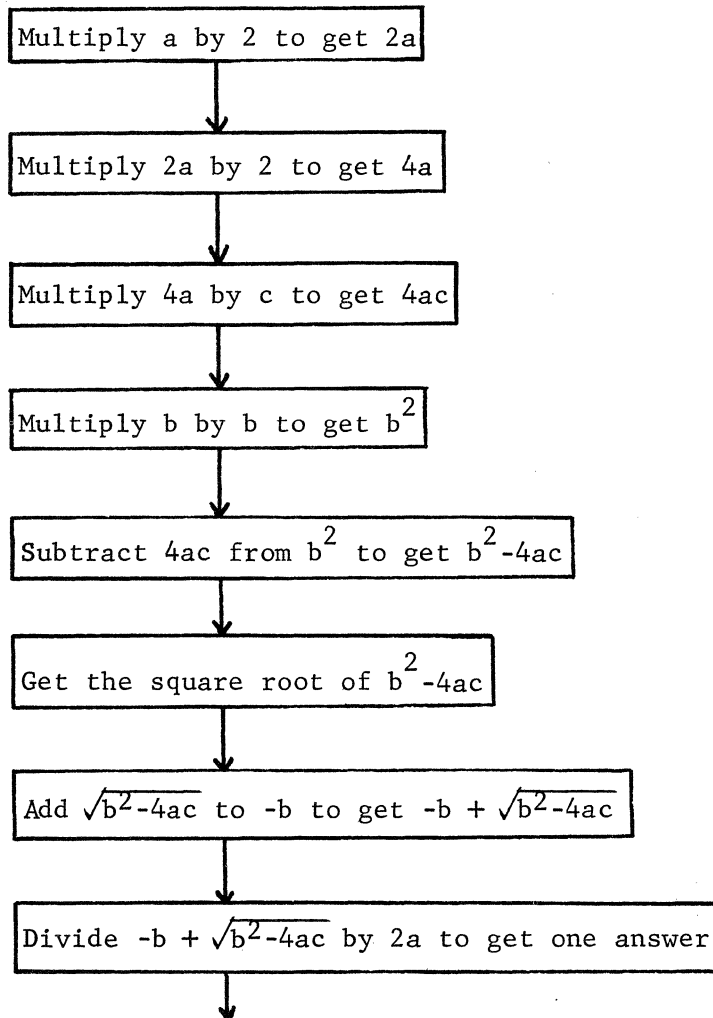 Multiply a by 2 to get 2a
Multiply 2a by 2 to get 4a
Multiply 4a by c to get 4ac
Multiply b by b to get b²
Subtract 4ac from b² to get b²-4ac
Get the square root of b²-4ac
Add √b²-4ac to -b to get -b + √b²-4ac
Divide -b + √b²-4ac by 2a to get one answer